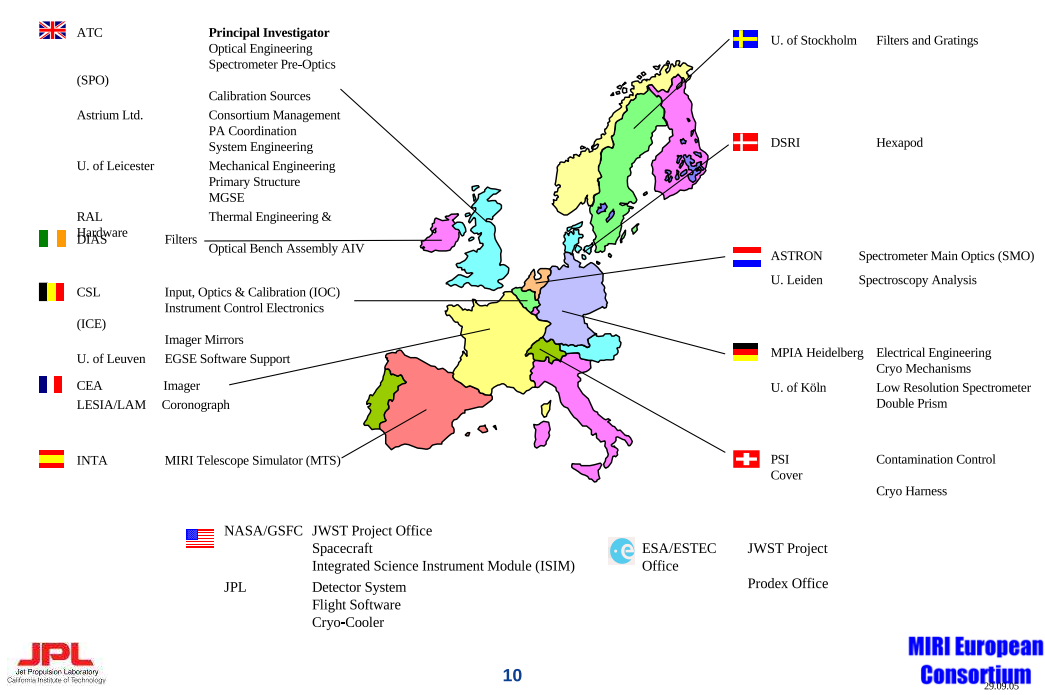 ATC Principal Investigator
Optical Engineering
Spectrometer Pre-Optics
(SPO)
Calibration Sources
Astrium Ltd. Consortium Management
PA Coordination
System Engineering
U. of Leicester Mechanical Engineering
Primary Structure
MGSE
RAL Thermal Engineering &
Hardware
Optical Bench Assembly AIV
DIAS Filters
CSL Input, Optics & Calibration (IOC)
Instrument Control Electronics
(ICE)
Imager Mirrors
U. of Leuven EGSE Software Support
CEA Imager
LESIA/LAM Coronograph
INTA MIRI Telescope Simulator (MTS)
U. of Stockholm Filters and Gratings
DSRI Hexapod
ASTRON Spectrometer Main Optics (SMO)
U. Leiden Spectroscopy Analysis
MPIA Heidelberg Electrical Engineering
Cryo Mechanisms
U. of Köln Low Resolution Spectrometer
Double Prism
PSI Contamination Control
Cover
Cryo Harness
NASA/GSFC JWST Project Office
Spacecraft
Integrated Science Instrument Module (ISIM)
JPL Detector System
Flight Software
Cryo-Cooler
e
ESA/ESTEC JWST Project
Office
Prodex Office
JPL
Jet Propulsion Laboratory
California Institute of Technology
10
MIRI European
Consortium
29.09.05